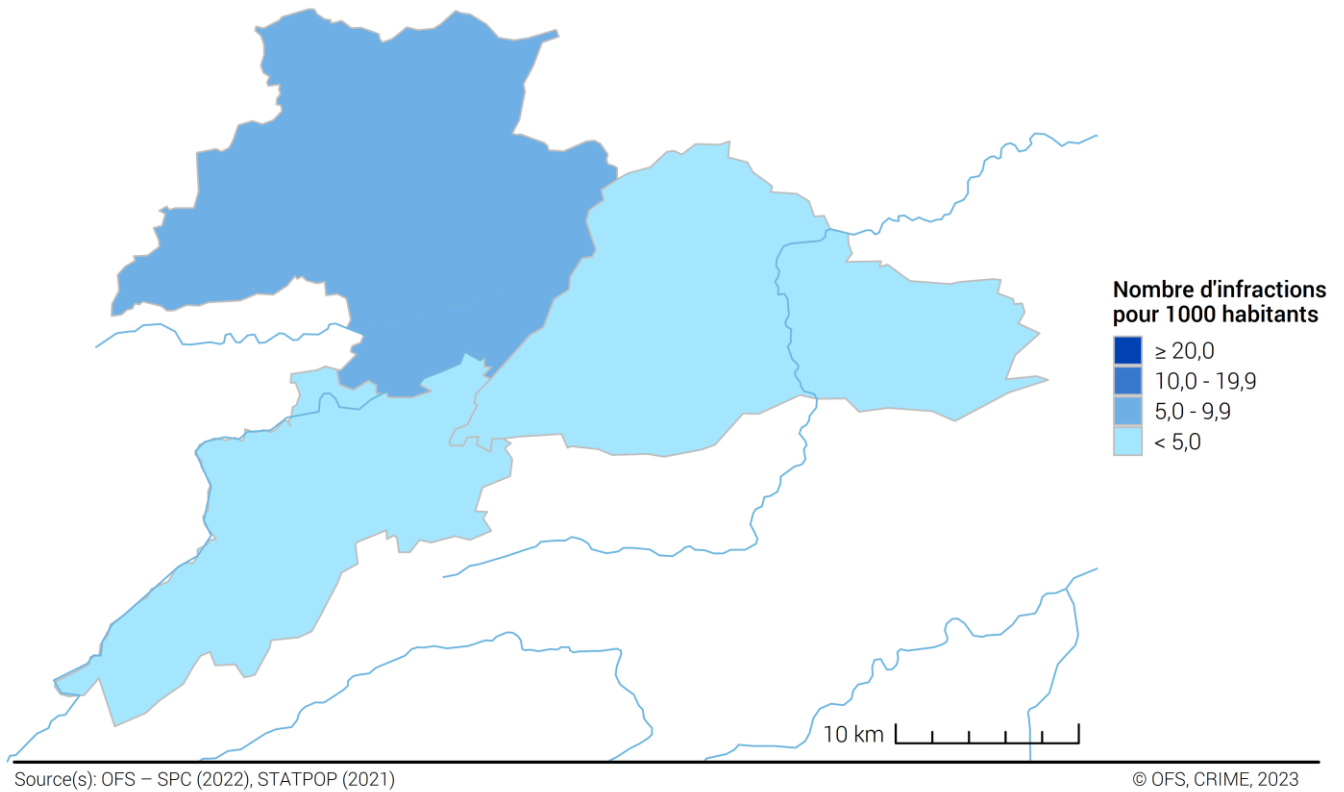 Nombre d'infractions
pour 1000 habitants
≥ 20,0
10,0 - 19,9
5,0 - 9,9
< 5,0
10 km
Source(s): OFS – SPC (2022), STATPOP (2021)
© OFS, CRIME, 2023